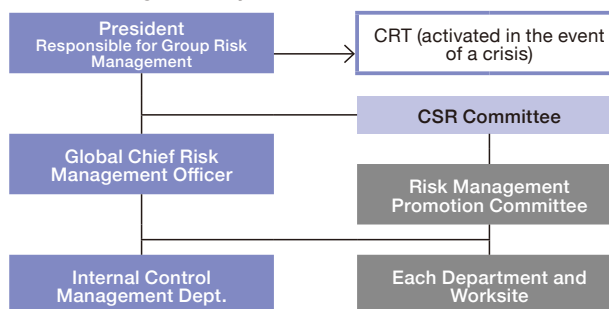 President
Responsible for Group Risk
Management
CRT (activated in the event
of a crisis)
CSR Committee
Global Chief Risk
Management Officer
Risk Management
Promotion Committee
Internal Control
Management Dept.
Each Department and
Worksite